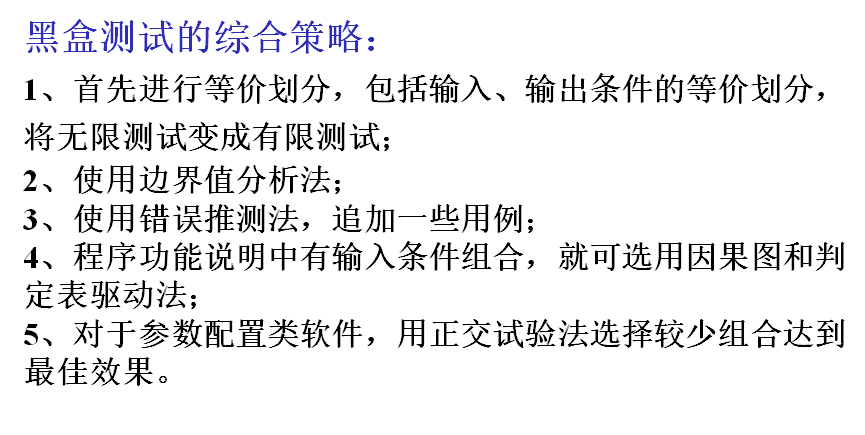 黑盒测试的综合策略：
1、首先进行等价划分，包括输入、输出条件的等价划分，
将无限测试变成有限测试；
2、使用边界值分析法；
3、使用错误推测法，追加一些用例；
4、程序功能说明中有输入条件组合，就可选用因果图和判
定表驱动法；
5、对于参数配置类软件，用正交试验法选择较少组合达到
最佳效果。